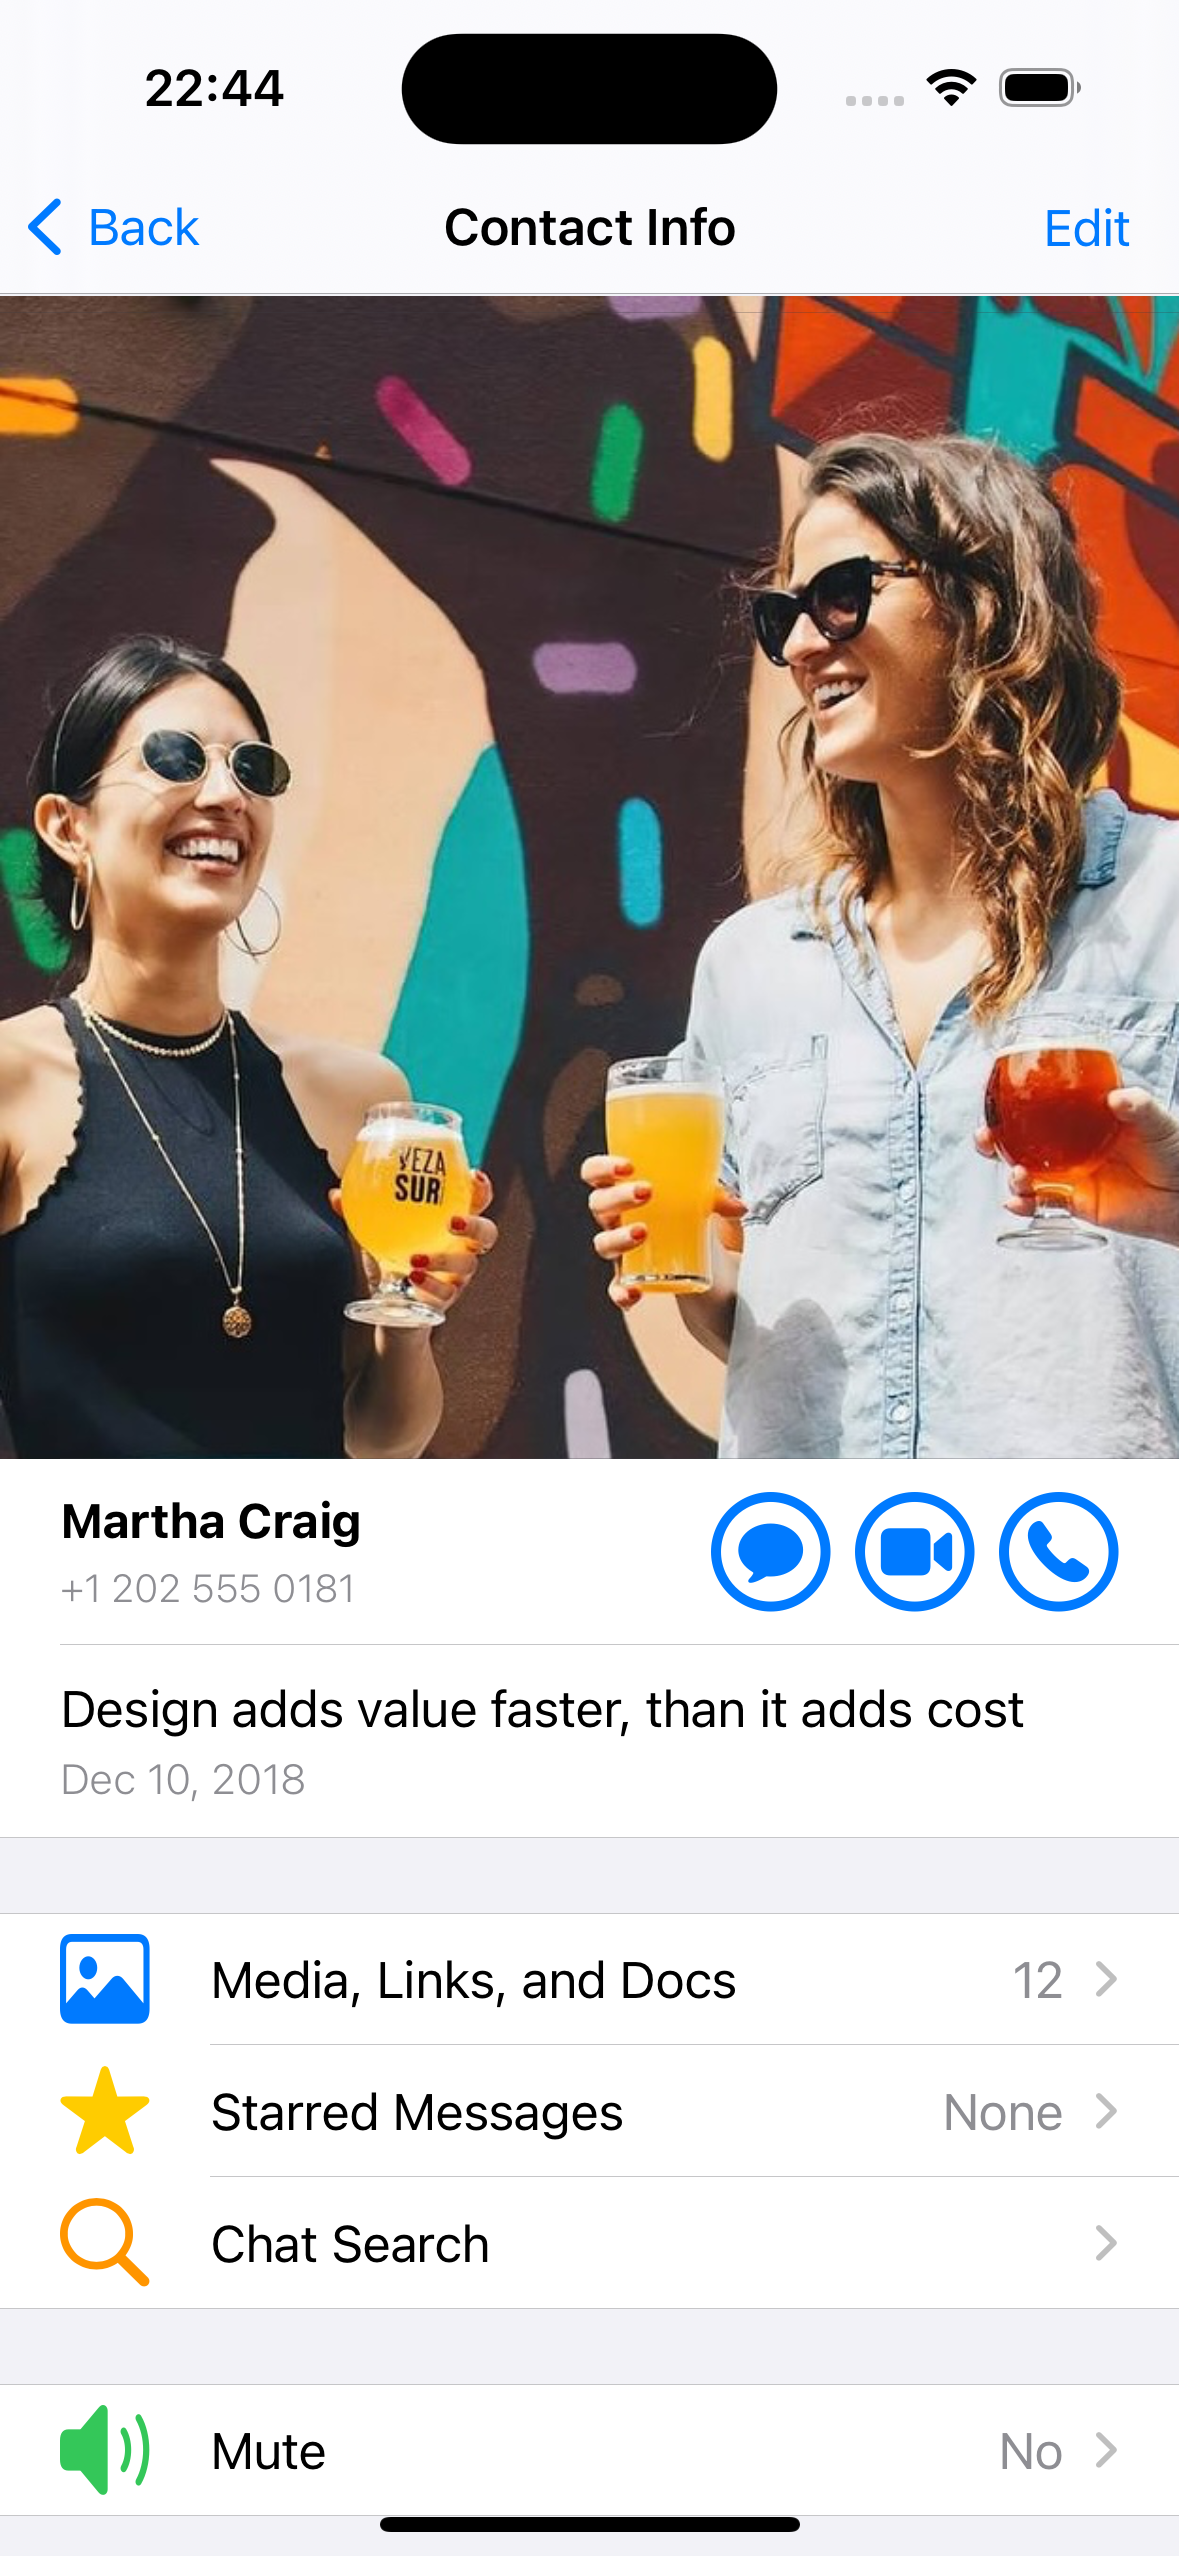 22:44
Back
Contact Info
Edit
VEZA
SUR
Martha Craig
+1 202 555 0181
Design adds value faster, than it adds cost
Dec 10, 2018
Media, Links, and Docs
12
Starred Messages
None
Chat Search
Mute
No